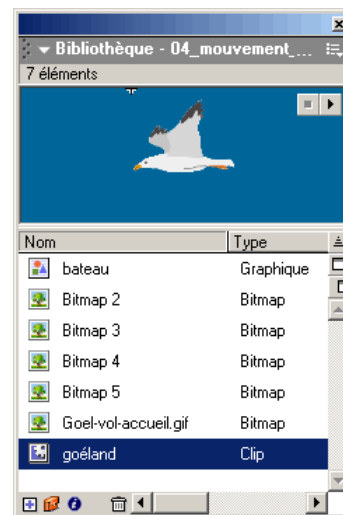 Bibliothèque - 04_mouvement_...
7 éléments
Nom Type
bateau Graphique
Bitmap 2 Bitmap
Bitmap 3 Bitmap
Bitmap 4 Bitmap
Bitmap 5 Bitmap
Goel-vol-accueil.gif Bitmap
goéland Clip